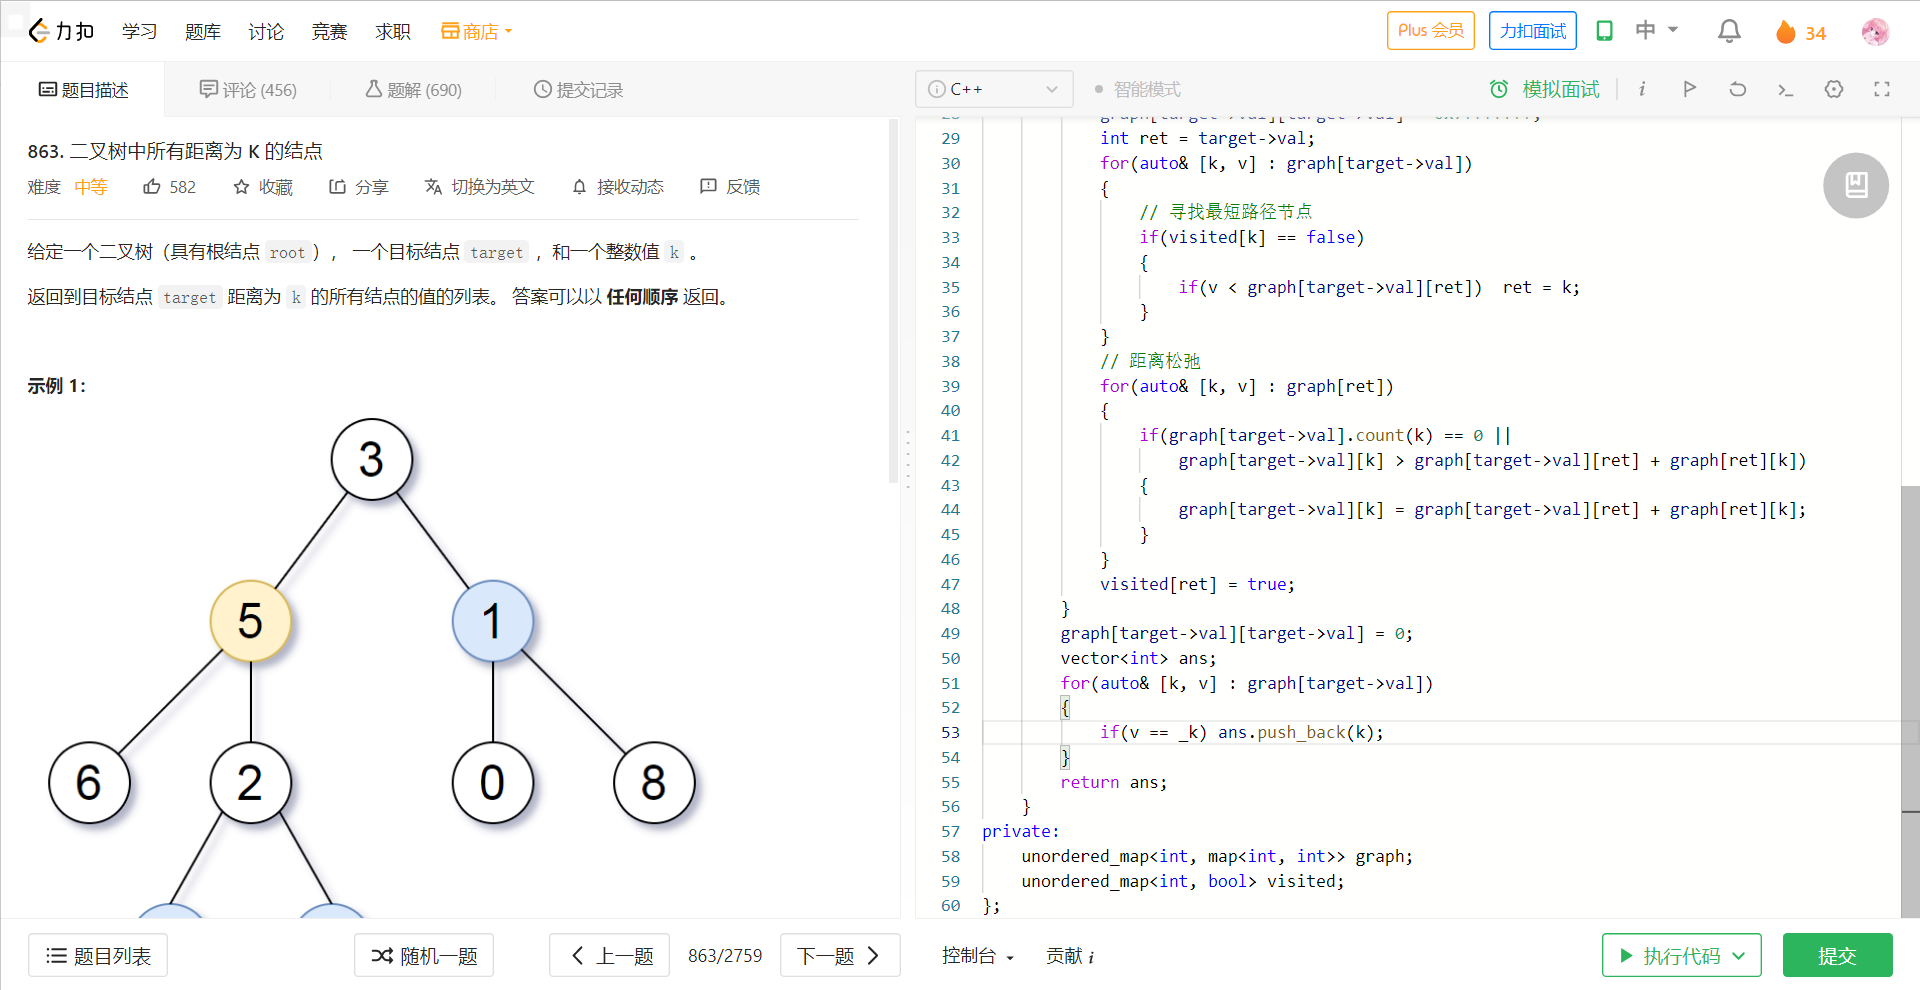 力扣 学习 题库 讨论 竞赛 求职 商店 Plus 会员 力扣面试 中 34
题目描述 评论 (456) 题解 (690) 提交记录
863. 二叉树中所有距离为 K 的结点
难度 中等 582 收藏 分享 切换为英文 接收动态 反馈
给定一个二叉树（具有根结点 root）， 一个目标结点 target ，和一个整数值 k 。
返回到目标结点 target 距离为 k 的所有结点的值的列表。 答案可以以 任何顺序 返回。
示例 1：
3
5 1
6 2 0 8
题目列表 随机一题 上一题 863/2759 下一题
C++ 智能模式 模拟面试
29 int ret = target->val;
30 for(auto& [k, v] : graph[target->val])
31 {
32 // 寻找最短路径节点
33 if(visited[k] == false)
34 {
35 if(v < graph[target->val][ret])  ret = k;
36 }
37 }
38 // 距离松弛
39 for(auto& [k, v] : graph[ret])
40 {
41 if(graph[target->val].count(k) == 0 ||
42 graph[target->val][k] > graph[target->val][ret] + graph[ret][k])
43 {
44 graph[target->val][k] = graph[target->val][ret] + graph[ret][k];
45 }
46 }
47 visited[ret] = true;
48 }
49 graph[target->val][target->val] = 0;
50 vector<int> ans;
51 for(auto& [k, v] : graph[target->val])
52 {
53 if(v == _k) ans.push_back(k);
54 }
55 return ans;
56 }
57 private:
58 unordered_map<int, map<int, int>> graph;
59 unordered_map<int, bool> visited;
60 };
控制台 贡献 i 执行代码 提交